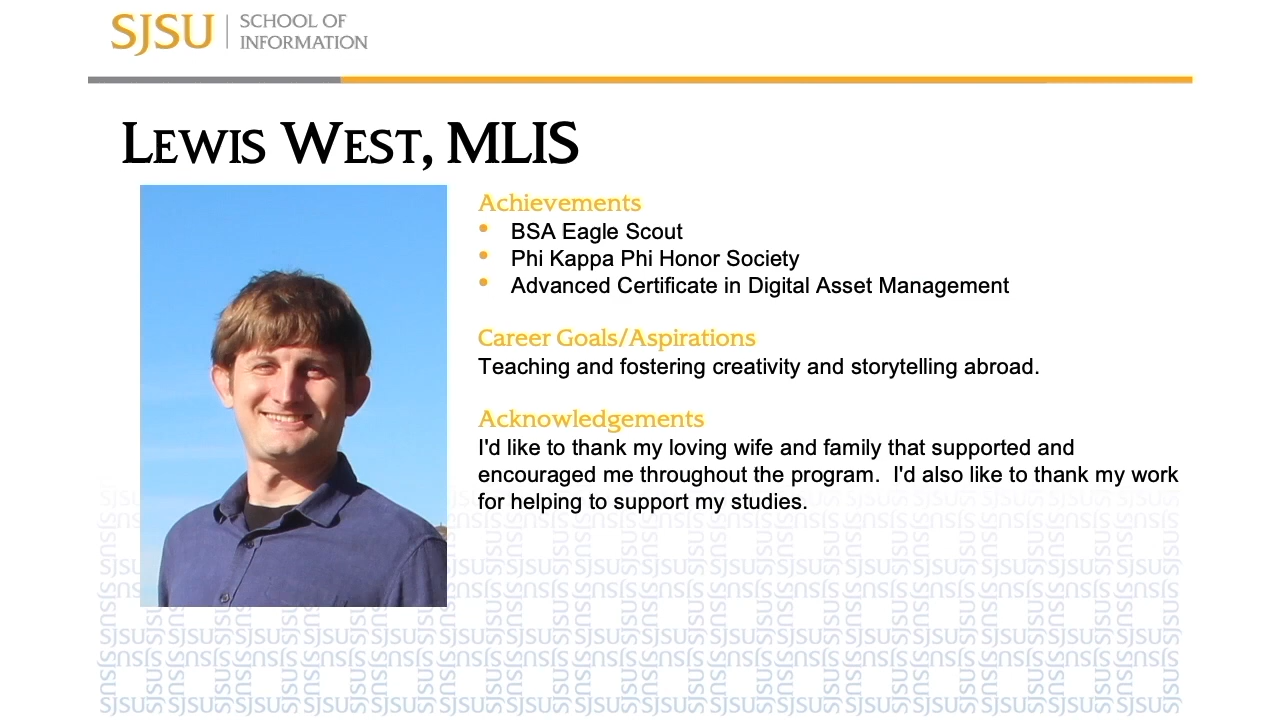 SJSU SCHOOL OF
INFORMATION
LEWIS WEST, MLIS
Achievements
• BSA Eagle Scout
• Phi Kappa Phi Honor Society
• Advanced Certificate in Digital Asset Management
Career Goals/Aspirations
Teaching and fostering creativity and storytelling abroad.
Acknowledgements
I'd like to thank my loving wife and family that supported and
encouraged me throughout the program.  I'd also like to thank my work
for helping to support my studies.